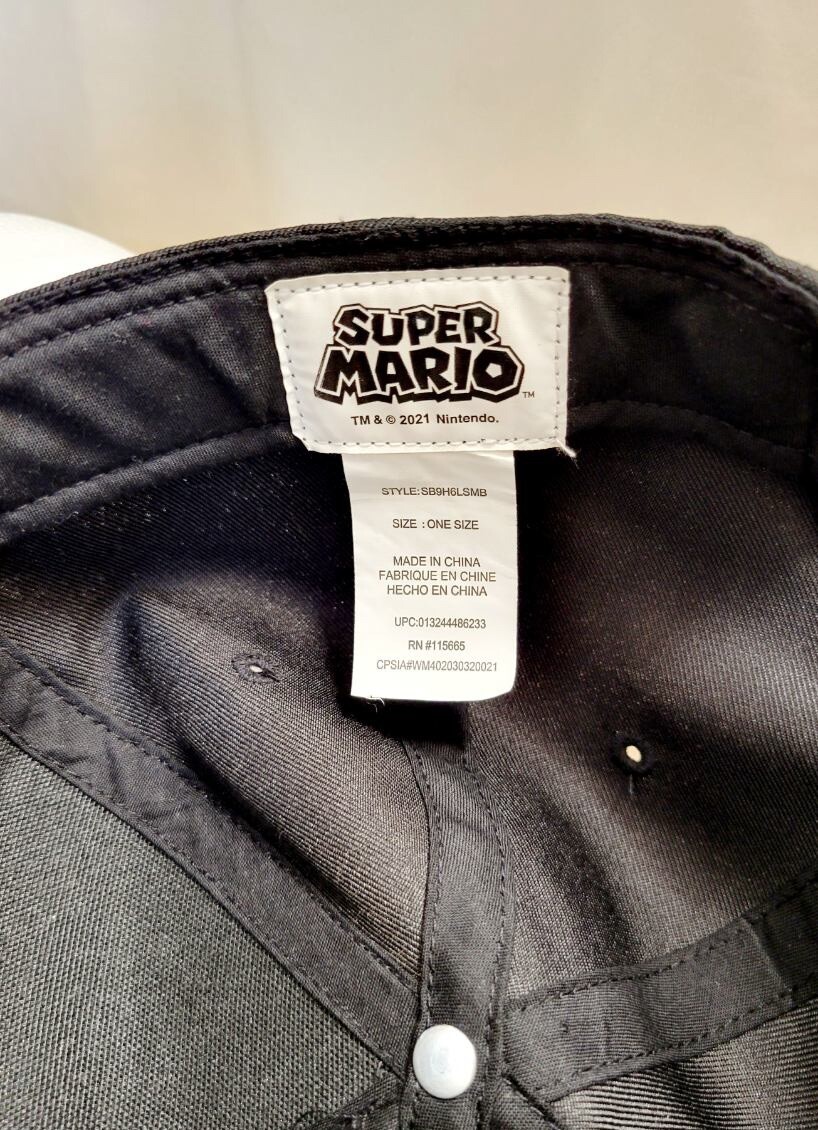 SUPER
MARIO™
TM & © 2021 Nintendo.
STYLE:SB9H6LSMB
SIZE : ONE SIZE
MADE IN CHINA
FABRIQUE EN CHINE
HECHO EN CHINA
UPC:013244486233
RN #115665
CPSIA#WM402030320021